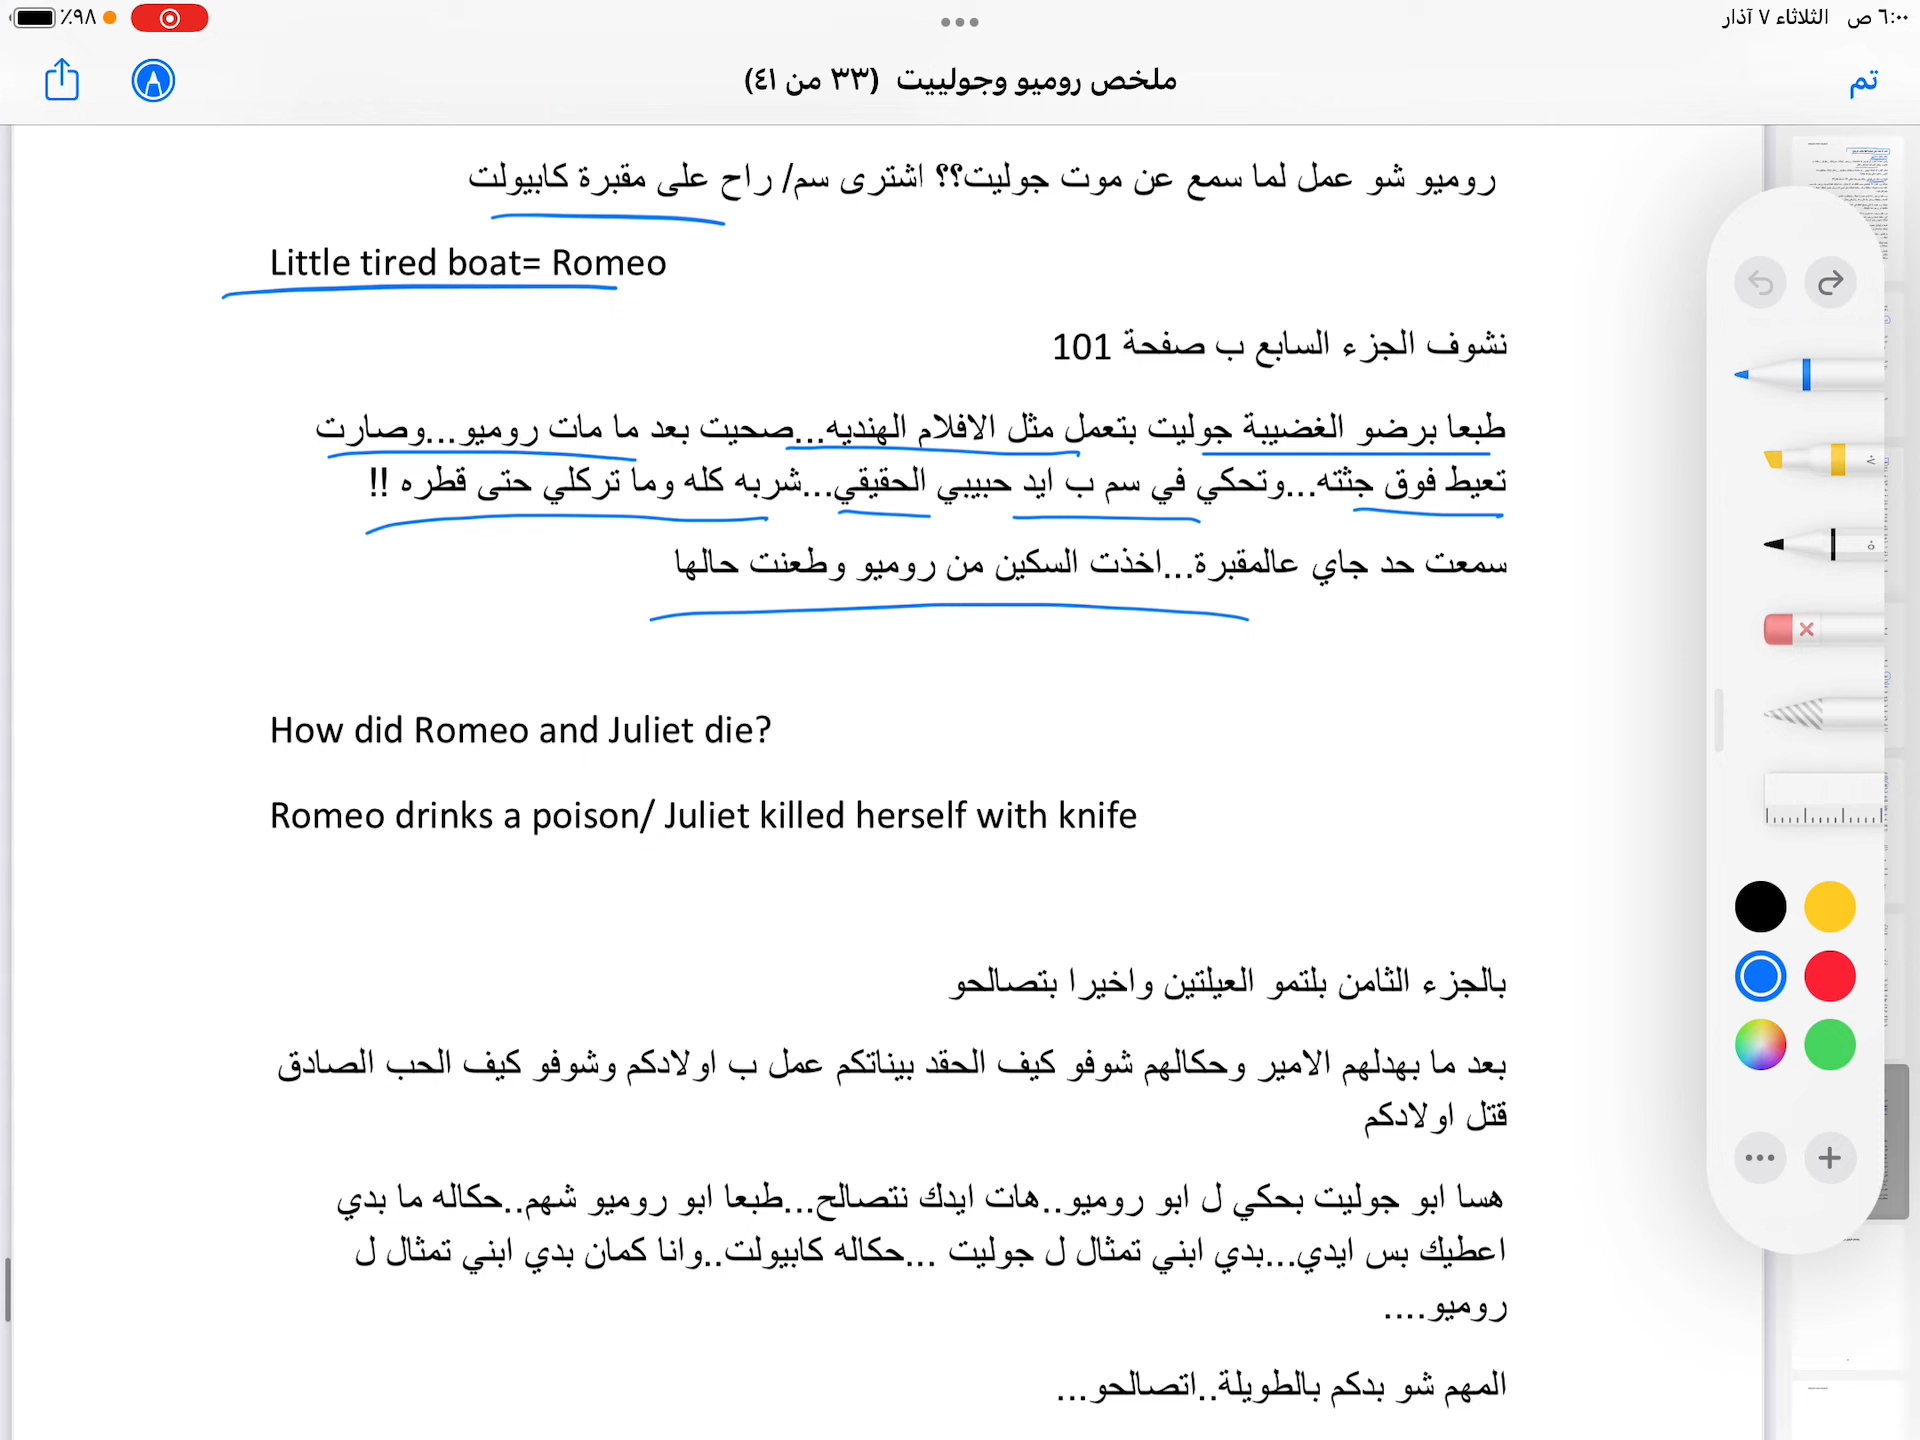 ٦:٠٠ ص الثلاثاء ٧ آذار
٪٩٨
تم
ملخص روميو وجولييت (٣٣ من ٤١)
روميو شو عمل لما سمع عن موت جوليت؟؟ اشترى سم/ راح على مقبرة كابيولت
Little tired boat= Romeo
نشوف الجزء السابع ب صفحة 101
طبعا برضو الغضيبة جوليت بتعمل مثل الافلام الهنديه...صحيت بعد ما مات روميو...وصارت
تعيط فوق جثته...وتحكي في سم ب ايد حبيبي الحقيقي...شربه كله وما تركلي حتى قطره !!
سمعت حد جاي عالمقبرة...اخذت السكين من روميو وطعنت حالها
How did Romeo and Juliet die?
Romeo drinks a poison/ Juliet killed herself with knife
بالجزء الثامن بلتمو العيلتين واخيرا بتصالحو
بعد ما بهدلهم الامير وحكالهم شوفو كيف الحقد بيناتكم عمل ب اولادكم وشوفو كيف الحب الصادق
قتل اولادكم
هسا ابو جوليت بحكي ل ابو روميو..هات ايدك نتصالح...طبعا ابو روميو شهم..حكاله ما بدي
اعطيك بس ايدي...بدي ابني تمثال ل جوليت ...حكاله كابيولت..وانا كمان بدي ابني تمثال ل
روميو....
المهم شو بدكم بالطويلة..اتصالحو...